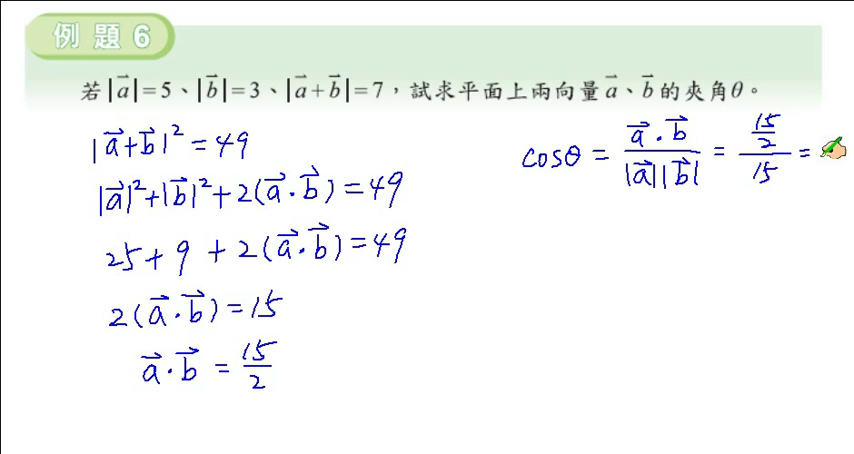 例題6
若|a⃗|=5、|b⃗|=3、|a⃗+b⃗|=7，試求平面上兩向量a⃗、b⃗的夾角θ。
|a⃗+b⃗|²=49
|a⃗|²+|b⃗|²+2(a⃗·b⃗)=49
25+9+2(a⃗·b⃗)=49
2(a⃗·b⃗)=15
a⃗·b⃗=15/2
cosθ=(a⃗·b⃗)/(|a⃗||b⃗|)=(15/2)/15=